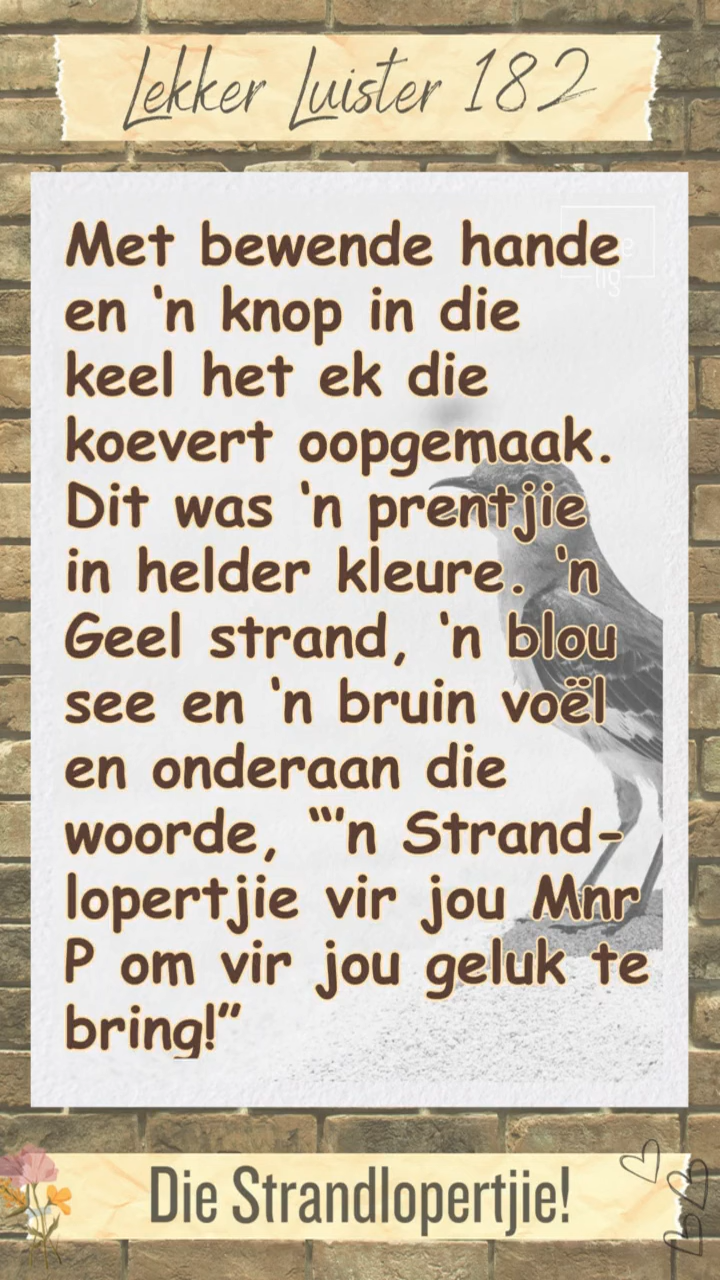 Lekker Luister 182
Met bewende hande
en 'n knop in die
keel het ek die
koevert oopgemaak.
Dit was 'n prentjie
in helder kleure. 'n
Geel strand, 'n blou
see en 'n bruin voël
en onderaan die
woorde, “'n Strand-
lopertjie vir jou Mnr
P om vir jou geluk te
bring!”
Die Strandlopertjie!